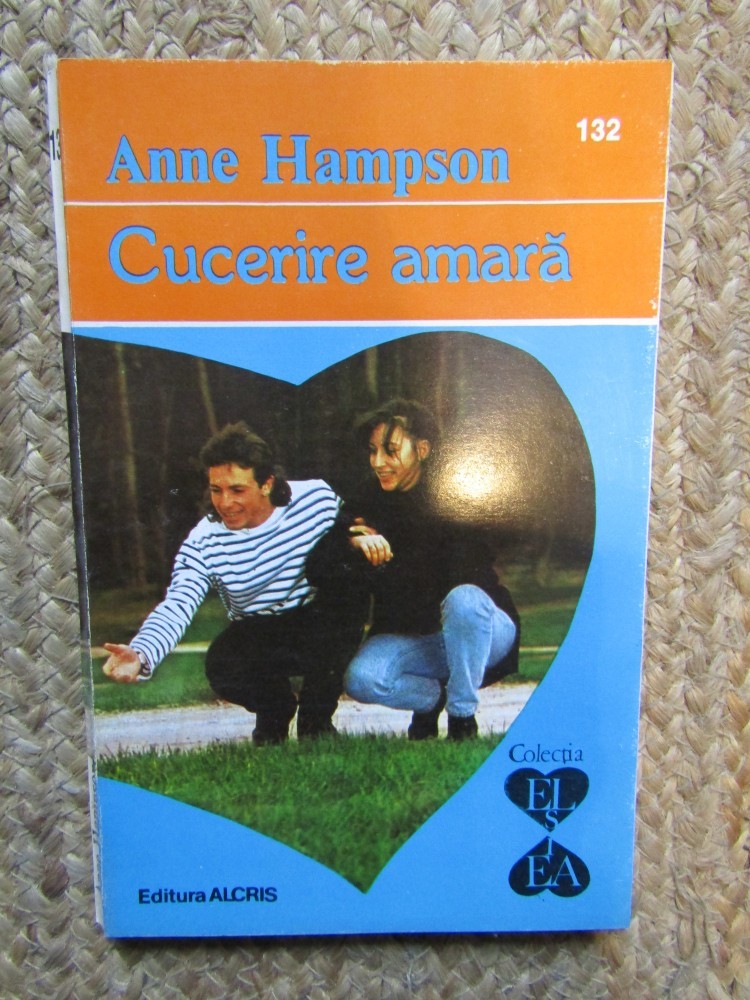 132
Anne Hampson
Cucerire amară
Colecția
EL
ȘI
EA
Editura ALCRIS